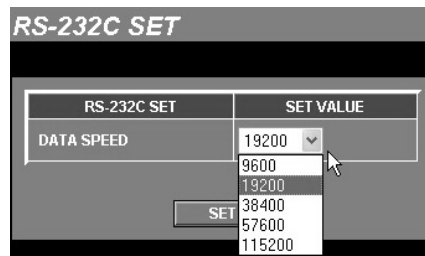 RS-232C SET
RS-232C SET SET VALUE
DATA SPEED 19200
9600
19200
SET 38400
57600
115200